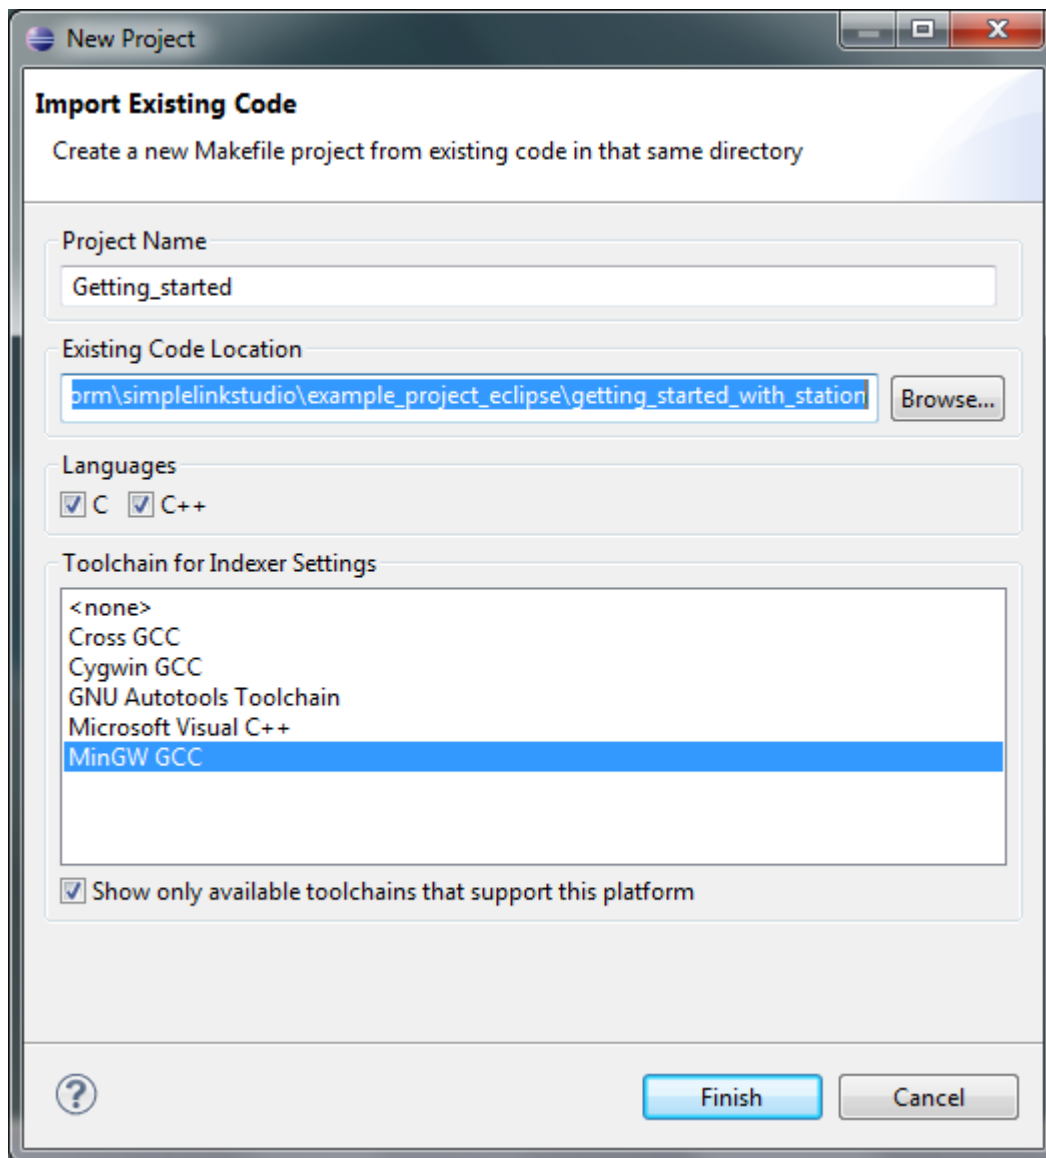 New Project
Import Existing Code
Create a new Makefile project from existing code in that same directory
Project Name
Getting_started
Existing Code Location
orm\simplelinkstudio\example_project_eclipse\getting_started_with_station
Browse...
Languages
C C++
Toolchain for Indexer Settings
<none>
Cross GCC
Cygwin GCC
GNU Autotools Toolchain
Microsoft Visual C++
MinGW GCC
Show only available toolchains that support this platform
? Finish Cancel